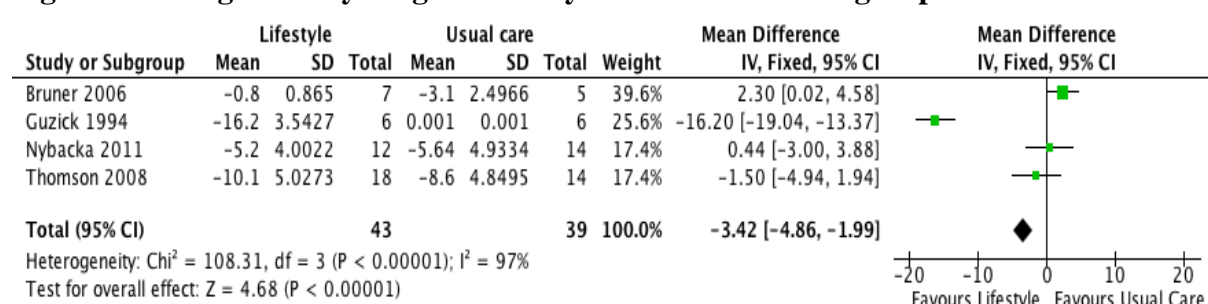 Lifestyle Usual care Mean Difference Mean Difference
Study or Subgroup Mean SD Total Mean SD Total Weight IV, Fixed, 95% CI IV, Fixed, 95% CI
Bruner 2006 −0.8 0.865 7 −3.1 2.4966 5 39.6% 2.30 [0.02, 4.58]
Guzick 1994 −16.2 3.5427 6 0.001 0.001 6 25.6% −16.20 [−19.04, −13.37]
Nybacka 2011 −5.2 4.0022 12 −5.64 4.9334 14 17.4% 0.44 [−3.00, 3.88]
Thomson 2008 −10.1 5.0273 18 −8.6 4.8495 14 17.4% −1.50 [−4.94, 1.94]
Total (95% CI) 43 39 100.0% −3.42 [−4.86, −1.99]
Heterogeneity: Chi² = 108.31, df = 3 (P < 0.00001); I² = 97%
Test for overall effect: Z = 4.68 (P < 0.00001)
−20 −10 0 10 20
Favours Lifestyle Favours Usual Care